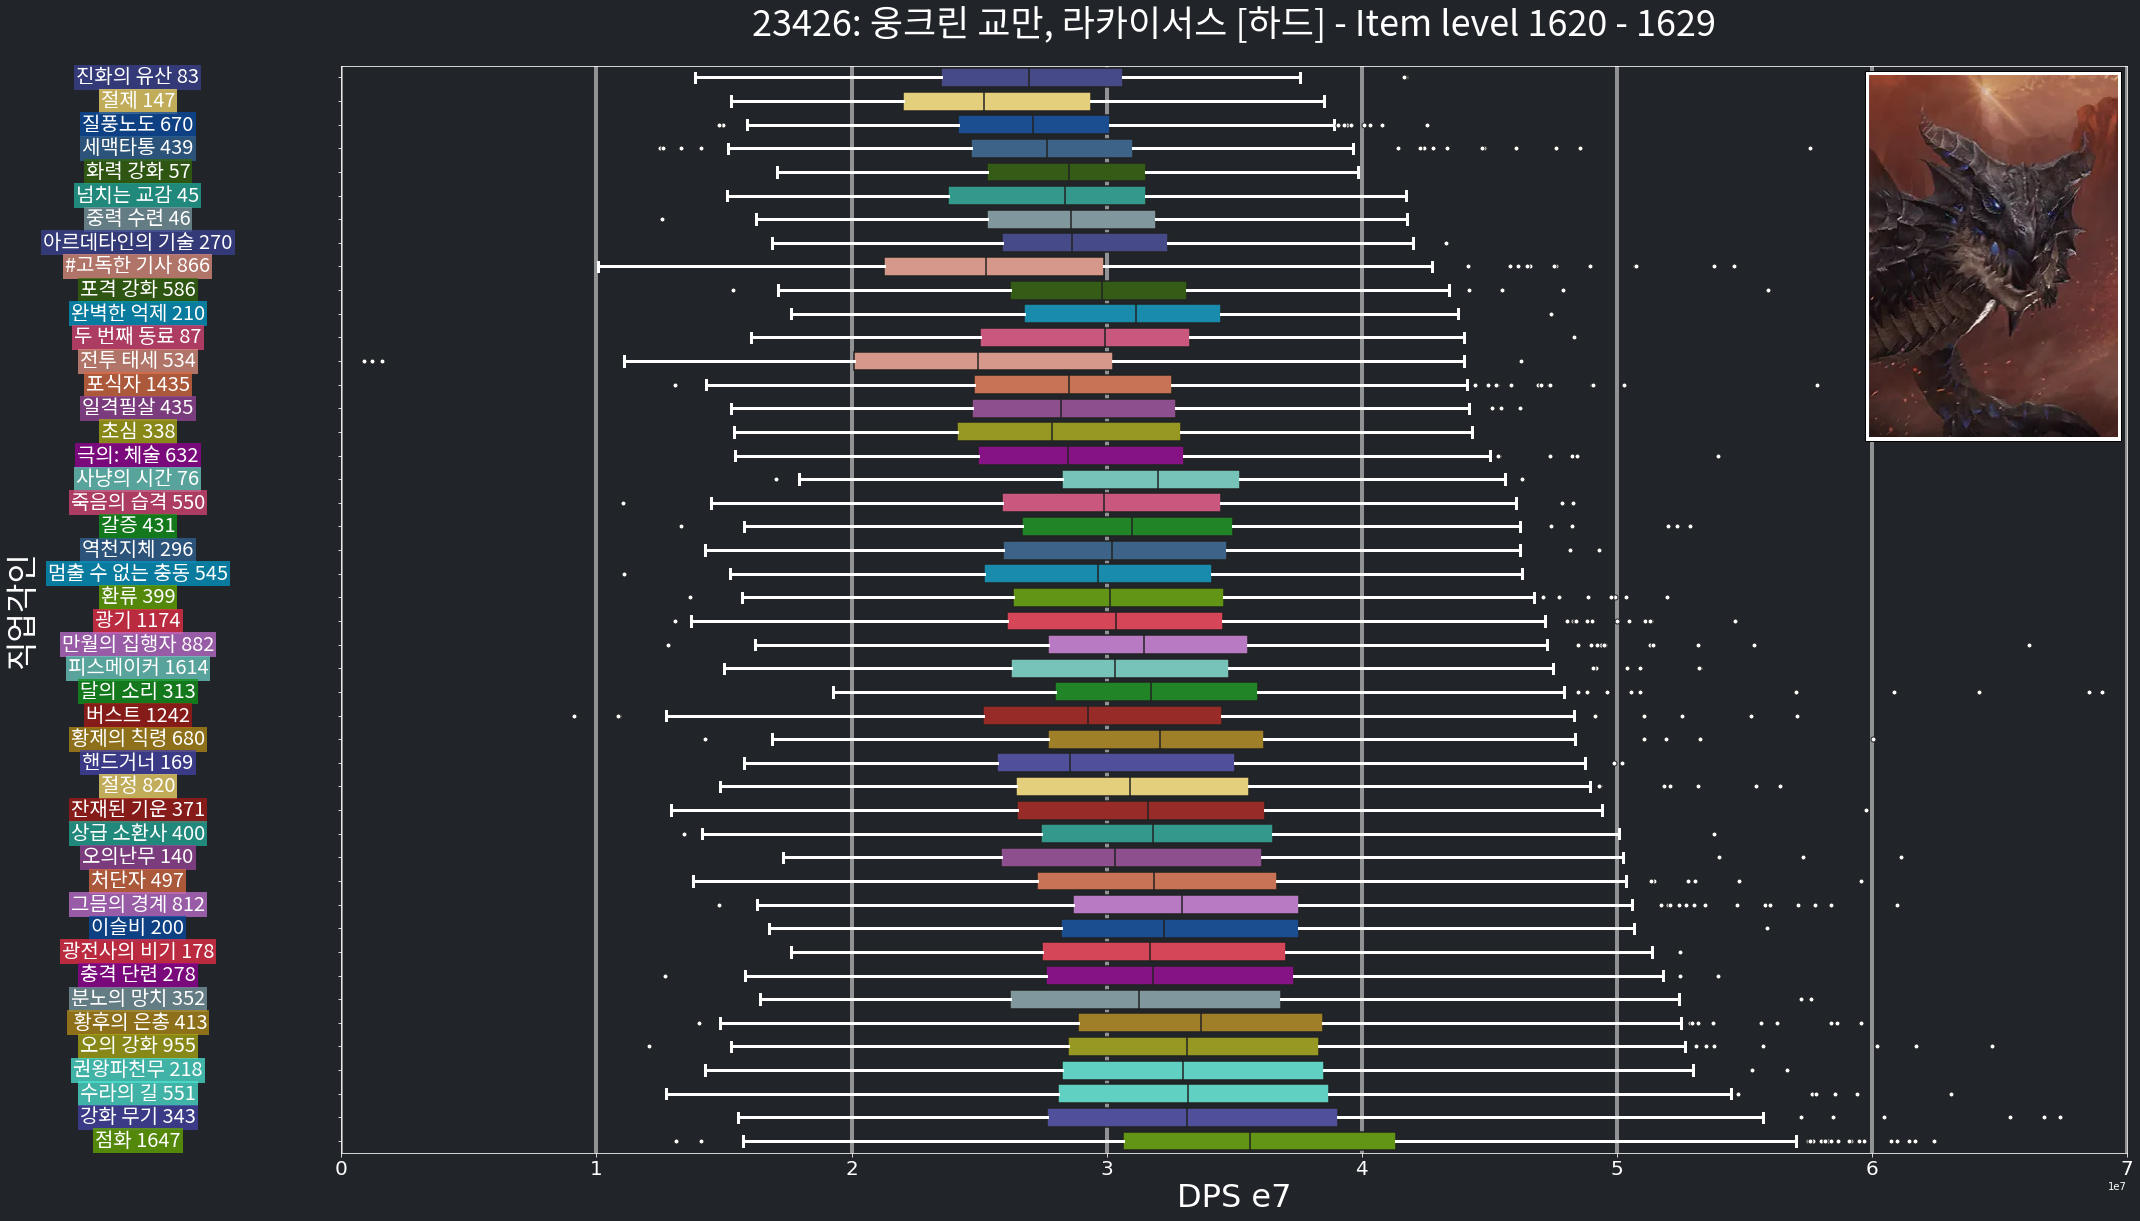 23426: 웅크린 교만, 라카이서스 [하드] - Item level 1620 - 1629
직업각인
진화의 유산 83
절제 147
질풍노도 670
세맥타통 439
화력 강화 57
넘치는 교감 45
중력 수련 46
아르데타인의 기술 270
#고독한 기사 866
포격 강화 586
완벽한 억제 210
두 번째 동료 87
전투 태세 534
포식자 1435
일격필살 435
초심 338
극의: 체술 632
사냥의 시간 76
죽음의 습격 550
갈증 431
역천지체 296
멈출 수 없는 충동 545
환류 399
광기 1174
만월의 집행자 882
피스메이커 1614
달의 소리 313
버스트 1242
황제의 칙령 680
핸드거너 169
절정 820
잔재된 기운 371
상급 소환사 400
오의난무 140
처단자 497
그믐의 경계 812
이슬비 200
광전사의 비기 178
충격 단련 278
분노의 망치 352
황후의 은총 413
오의 강화 955
권왕파천무 218
수라의 길 551
강화 무기 343
점화 1647
0 1 2 3 4 5 6 7
1e7
DPS e7